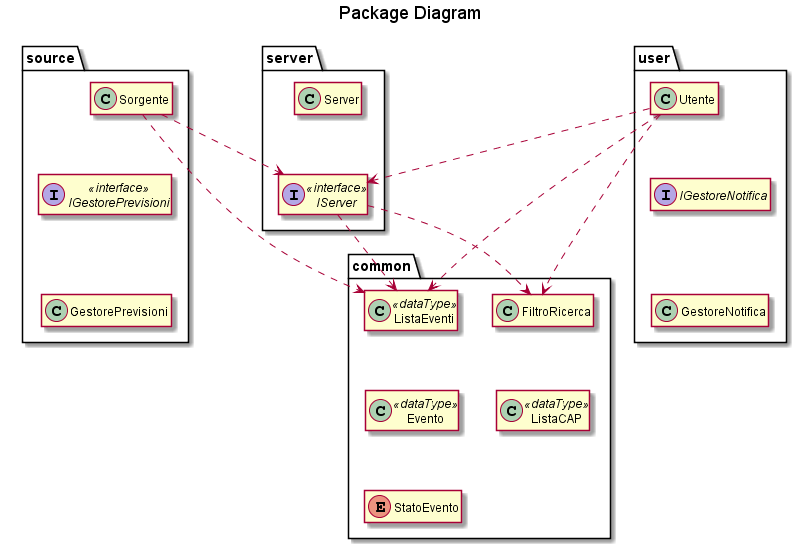 Package Diagram
source
C Sorgente
I «interface»
IGestorePrevisioni
C GestorePrevisioni
server
C Server
I «interface»
IServer
user
C Utente
I IGestoreNotifica
C GestoreNotifica
common
C «dataType»
ListaEventi
C FiltroRicerca
C «dataType»
Evento
C «dataType»
ListaCAP
E StatoEvento